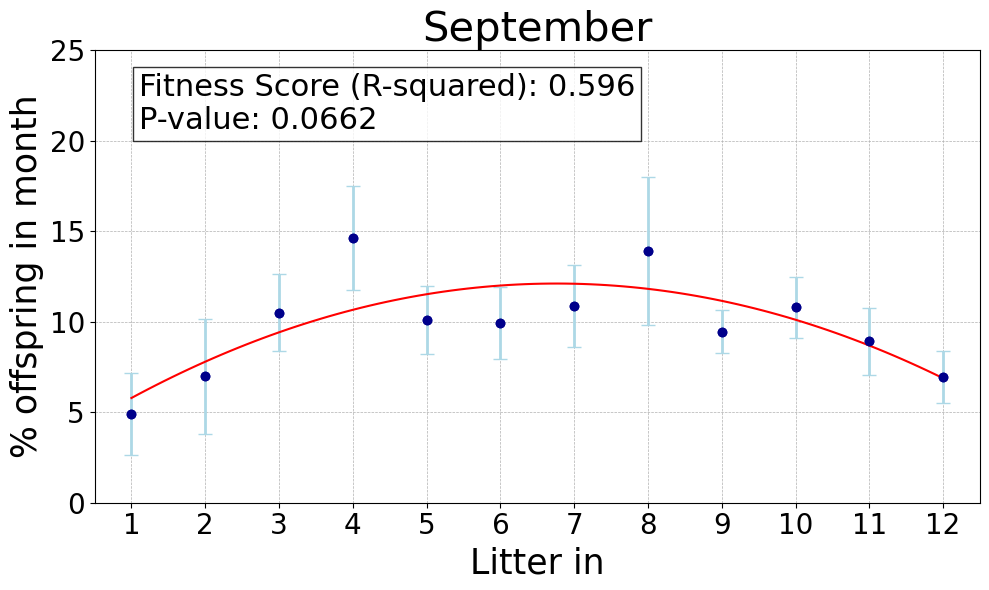 September
Fitness Score (R-squared): 0.596
P-value: 0.0662
% offspring in month
25
20
15
10
5
0
1 2 3 4 5 6 7 8 9 10 11 12
Litter in